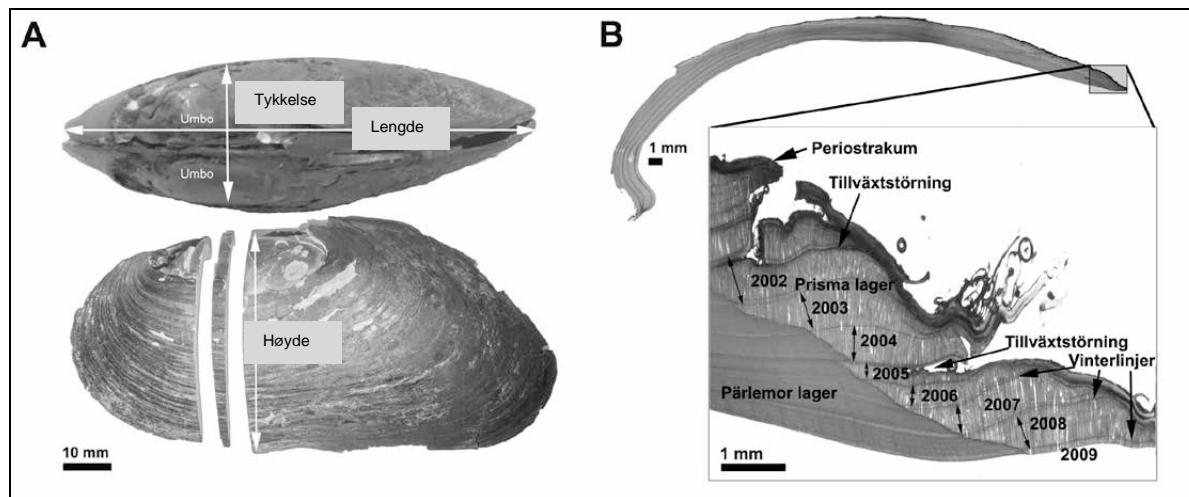 A
Tykkelse
Umbo
Lengde
Umbo
Høyde
10 mm
B
1 mm
Periostrakum
Tillväxtstörning
2002
Prisma lager
2003
2004
Tillväxtstörning
2005
Vinterlinjer
Pärlemor lager
2006
2007
2008
2009
1 mm